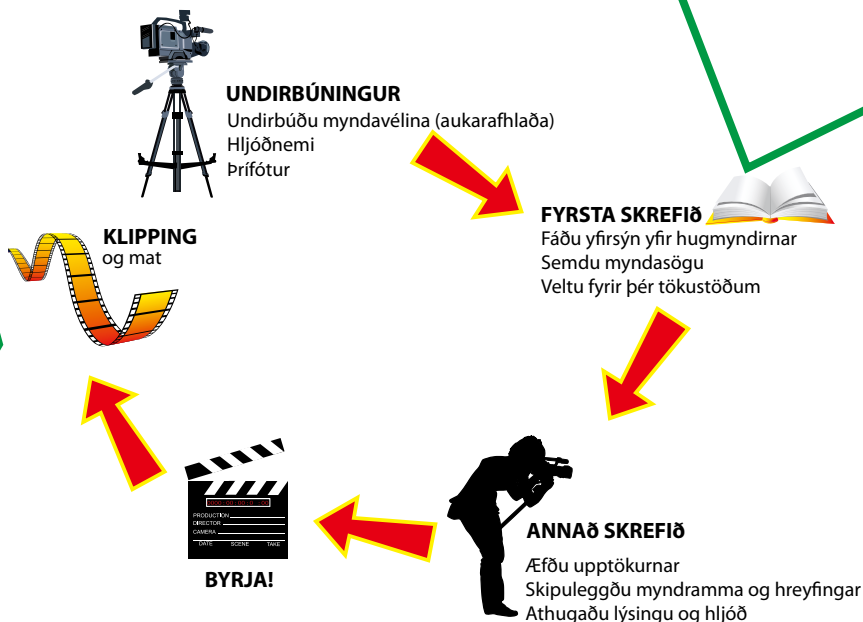 UNDIRBÚNINGUR
Undirbúðu myndavélina (aukarafhlaða)
Hljóðnemi
Þrífótur
FYRSTA SKREFIÐ
Fáðu yfirsýn yfir hugmyndirnar
Semdu myndasögu
Veltu fyrir þér tökustöðum
ANNAÐ SKREFIÐ
Æfðu upptökurnar
Skipuleggðu myndramma og hreyfingar
Athugaðu lýsingu og hljóð
PRODUCTION
DIRECTOR
CAMERA
DATE SCENE TAKE
BYRJA!
KLIPPING
og mat